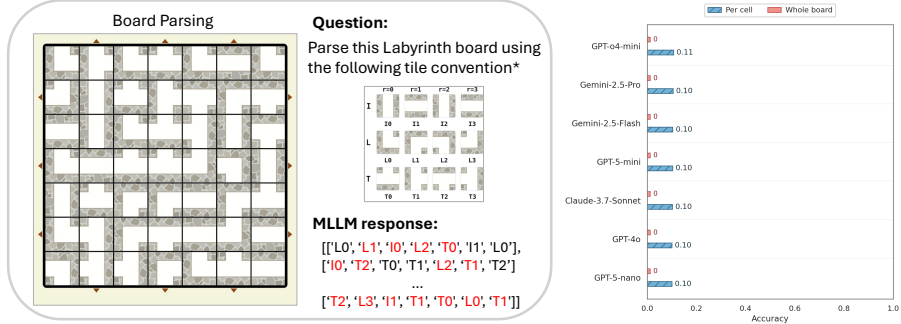 Board Parsing
Question:
Parse this Labyrinth board using
the following tile convention*
r=0 r=1 r=2 r=3
I
I0 I1 I2 I3
L
L0 L1 L2 L3
T
T0 T1 T2 T3
MLLM response:
[['L0', ‘L1’, ‘I0’, ‘L2’, ‘T0’, 'I1', 'L0'],
[‘I0’, ‘T2’, 'T0', 'T1', ‘L2’, ‘T1’, 'T2']
...
[‘T2’, ‘L3’, ‘I1’, ‘T1’, ‘T0’, ‘L0’, ‘T1’]]
Per cell Whole board
GPT-o4-mini 0 0.11
Gemini-2.5-Pro 0 0.10
Gemini-2.5-Flash 0 0.10
GPT-5-mini 0 0.10
Claude-3.7-Sonnet 0 0.10
GPT-4o 0 0.10
GPT-5-nano 0 0.10
0.0 0.2 0.4 0.6 0.8 1.0
Accuracy